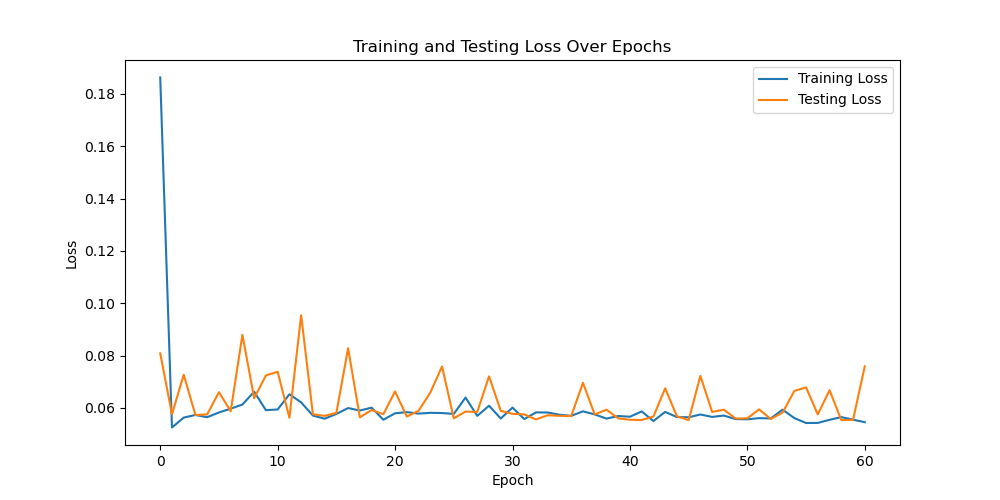 Training and Testing Loss Over Epochs
Training Loss
Testing Loss
0.18
0.16
0.14
0.12
0.10
0.08
0.06
Loss
0
10
20
30
40
50
60
Epoch